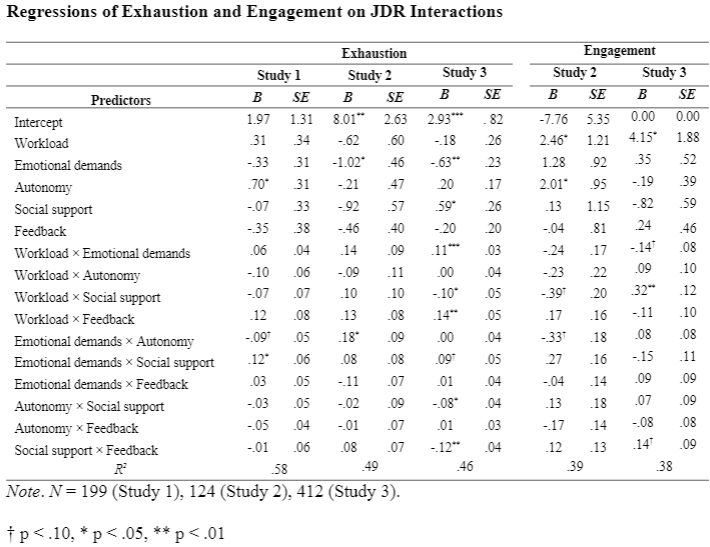 Regressions of Exhaustion and Engagement on JDR Interactions
Exhaustion Engagement
Study 1 Study 2 Study 3 Study 2 Study 3
Predictors B SE B SE B SE B SE B SE
Intercept 1.97 1.31 8.01** 2.63 2.93*** .82 -7.76 5.35 0.00 0.00
Workload .31 .34 -.62 .60 -.18 .26 2.46* 1.21 4.15* 1.88
Emotional demands -.33 .31 -1.02* .46 -.63** .23 1.28 .92 .35 .52
Autonomy .70* .31 -.21 .47 .20 .17 2.01* .95 -.19 .39
Social support -.07 .33 -.92 .57 .59* .26 .13 1.15 -.82 .59
Feedback -.35 .38 -.46 .40 -.20 .20 -.04 .81 .24 .46
Workload × Emotional demands .06 .04 .14 .09 .11*** .03 -.24 .17 -.14† .08
Workload × Autonomy -.10 .06 -.09 .11 .00 .04 -.23 .22 .09 .10
Workload × Social support -.07 .07 .10 .10 -.10* .05 -.39† .20 .32** .12
Workload × Feedback .12 .08 .13 .08 .14** .05 .17 .16 -.11 .10
Emotional demands × Autonomy -.09† .05 .18* .09 .00 .04 -.33† .18 .08 .08
Emotional demands × Social support .12* .06 .08 .08 .09† .05 .27 .16 -.15 .11
Emotional demands × Feedback .03 .05 -.11 .07 .01 .04 -.04 .14 .09 .09
Autonomy × Social support -.03 .05 -.02 .09 -.08* .04 .13 .18 .07 .09
Autonomy × Feedback -.05 .04 -.01 .07 .01 .03 -.17 .14 -.08 .08
Social support × Feedback -.01 .06 .08 .07 -.12** .04 .12 .13 .14† .09
R² .58 .49 .46 .39 .38
Note. N = 199 (Study 1), 124 (Study 2), 412 (Study 3).
† p < .10, * p < .05, ** p < .01